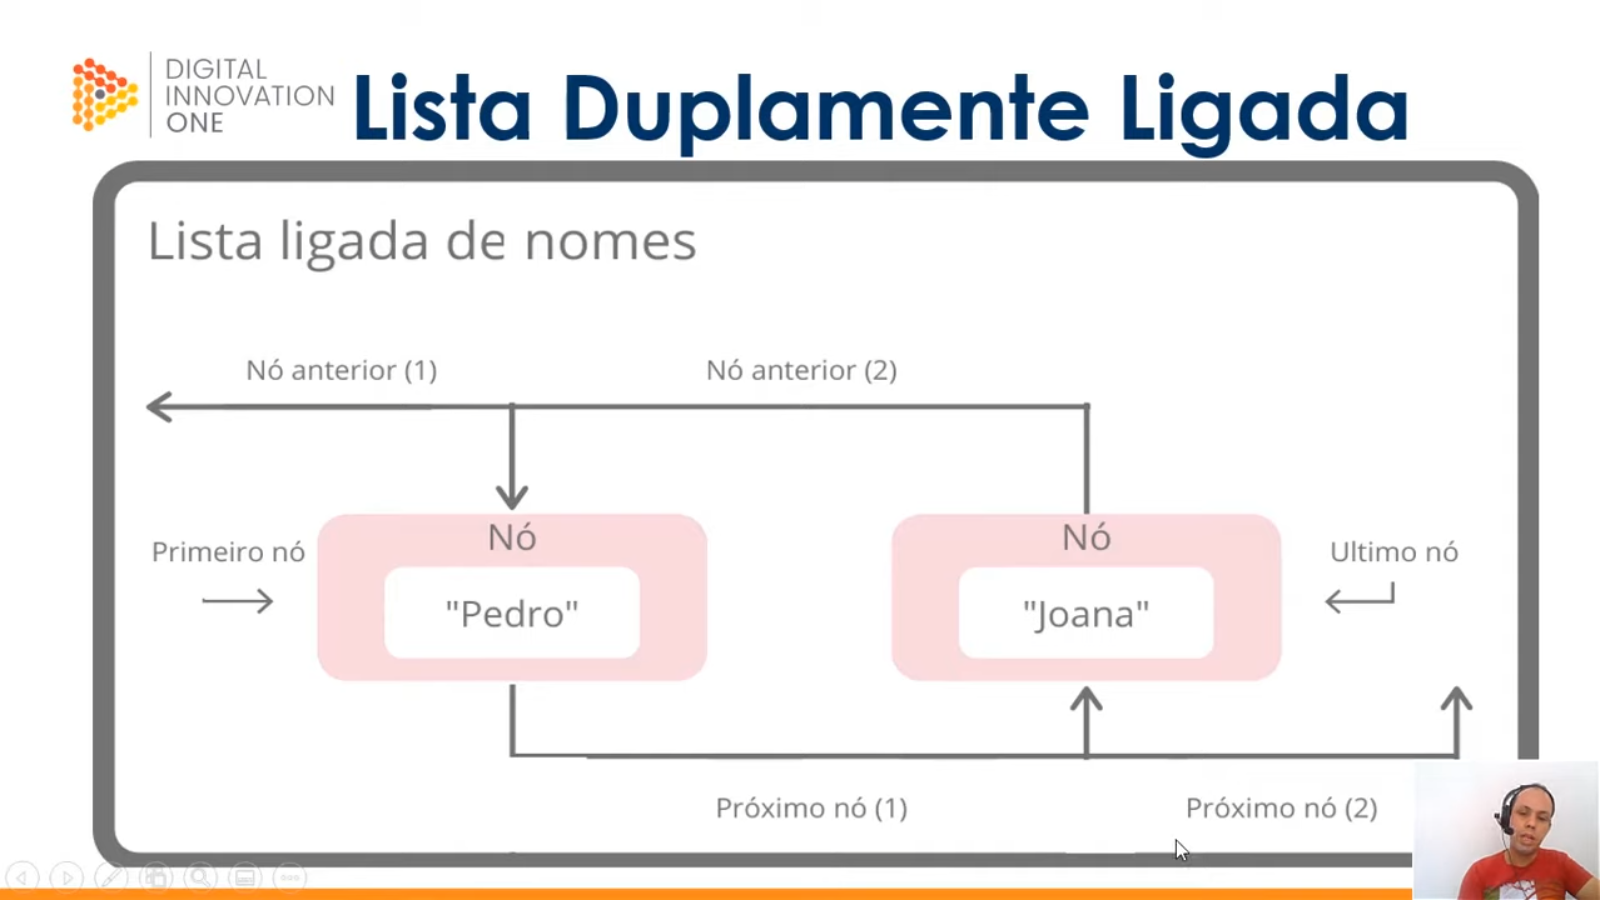 DIGITAL
INNOVATION
ONE
Lista Duplamente Ligada
Lista ligada de nomes
Nó anterior (1)
Nó anterior (2)
Primeiro nó
Nó
"Pedro"
Nó
"Joana"
Ultimo nó
Próximo nó (1)
Próximo nó (2)